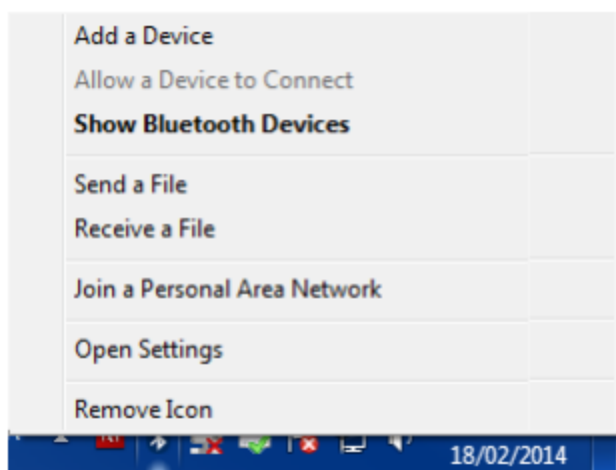 Add a Device
Allow a Device to Connect
Show Bluetooth Devices
Send a File
Receive a File
Join a Personal Area Network
Open Settings
Remove Icon
18/02/2014